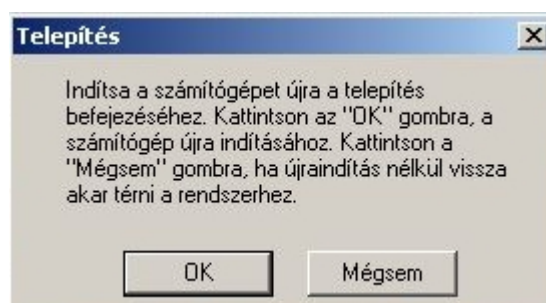 Telepítés
Indítsa a számítógépet újra a telepítés
befejezéséhez. Kattintson az "OK" gombra, a
számítógép újra indításához. Kattintson a
"Mégsem" gombra, ha újraindítás nélkül vissza
akar térni a rendszerhez.
OK
Mégsem